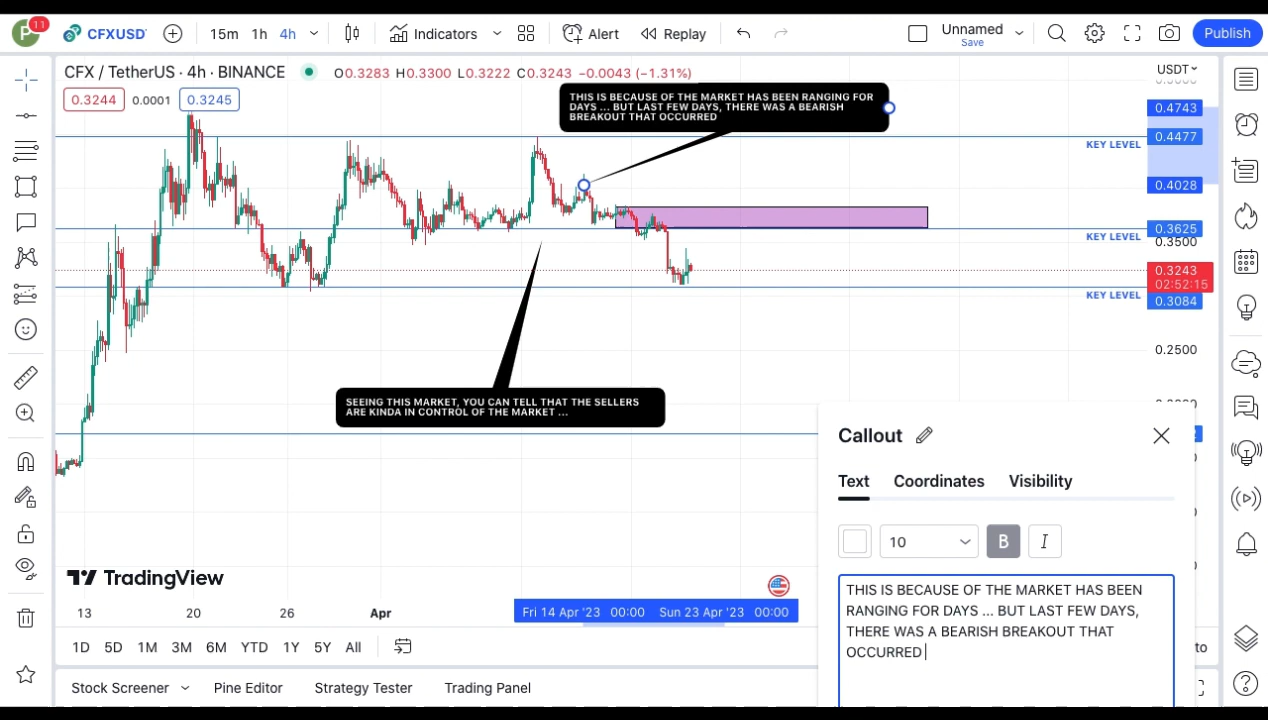 P
11
CFXUSD
15m 1h 4h
Indicators
Alert
Replay
Unnamed
Save
Publish
CFX / TetherUS · 4h · BINANCE
O0.3283 H0.3300 L0.3222 C0.3243 −0.0043 (−1.31%)
USDT
0.3244 0.0001 0.3245
THIS IS BECAUSE OF THE MARKET HAS BEEN RANGING FOR
DAYS ... BUT LAST FEW DAYS, THERE WAS A BEARISH
BREAKOUT THAT OCCURRED
0.4743
0.4477
KEY LEVEL
0.4028
0.3625
KEY LEVEL
0.3500
0.3243
02:52:15
KEY LEVEL
0.3084
0.2500
SEEING THIS MARKET, YOU CAN TELL THAT THE SELLERS
ARE KINDA IN CONTROL OF THE MARKET ...
Callout
Text Coordinates Visibility
10
B I
THIS IS BECAUSE OF THE MARKET HAS BEEN
RANGING FOR DAYS ... BUT LAST FEW DAYS,
THERE WAS A BEARISH BREAKOUT THAT
OCCURRED
TradingView
13 20 26 Apr
Fri 14 Apr '23 00:00 Sun 23 Apr '23 00:00
1D 5D 1M 3M 6M YTD 1Y 5Y All
Stock Screener
Pine Editor
Strategy Tester
Trading Panel